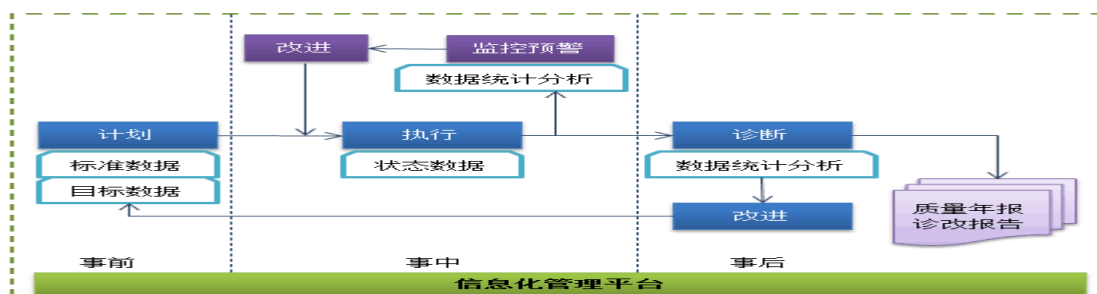 改进
监控预警
数据统计分析
计划
执行
诊断
标准数据
状态数据
数据统计分析
目标数据
改进
质量年报
诊改报告
事前
事中
事后
信息化管理平台